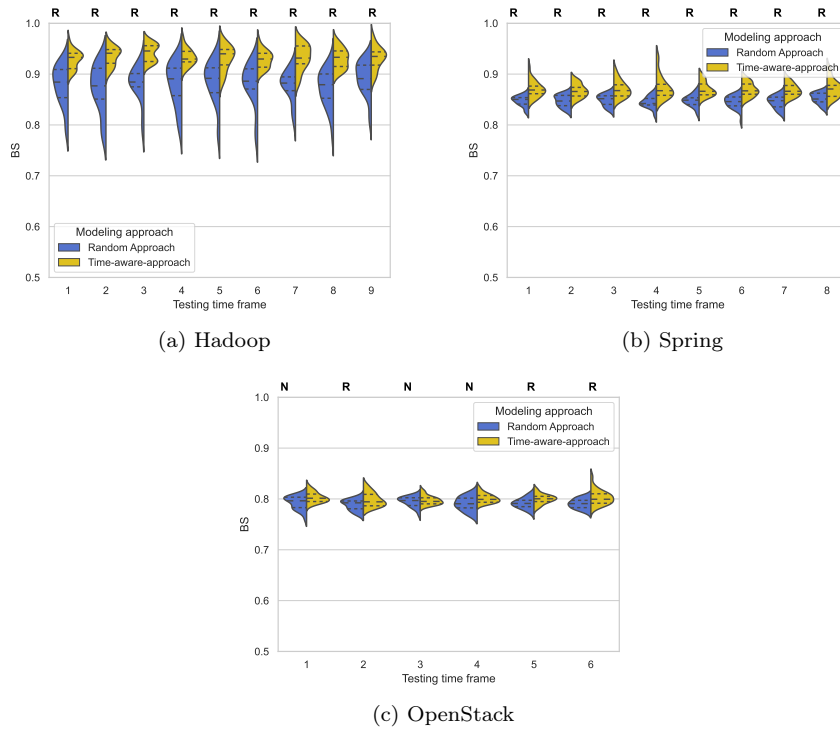 R R R R R R R R R
1.0
0.9
0.8
0.7
0.6
0.5
BS
Modeling approach
Random Approach
Time-aware-approach
1 2 3 4 5 6 7 8 9
Testing time frame
(a) Hadoop
R R R R R R R R
1.0
0.9
0.8
0.7
0.6
0.5
BS
Modeling approach
Random Approach
Time-aware-approach
1 2 3 4 5 6 7 8
Testing time frame
(b) Spring
N R N N R R
1.0
0.9
0.8
0.7
0.6
0.5
BS
Modeling approach
Random Approach
Time-aware-approach
1 2 3 4 5 6
Testing time frame
(c) OpenStack